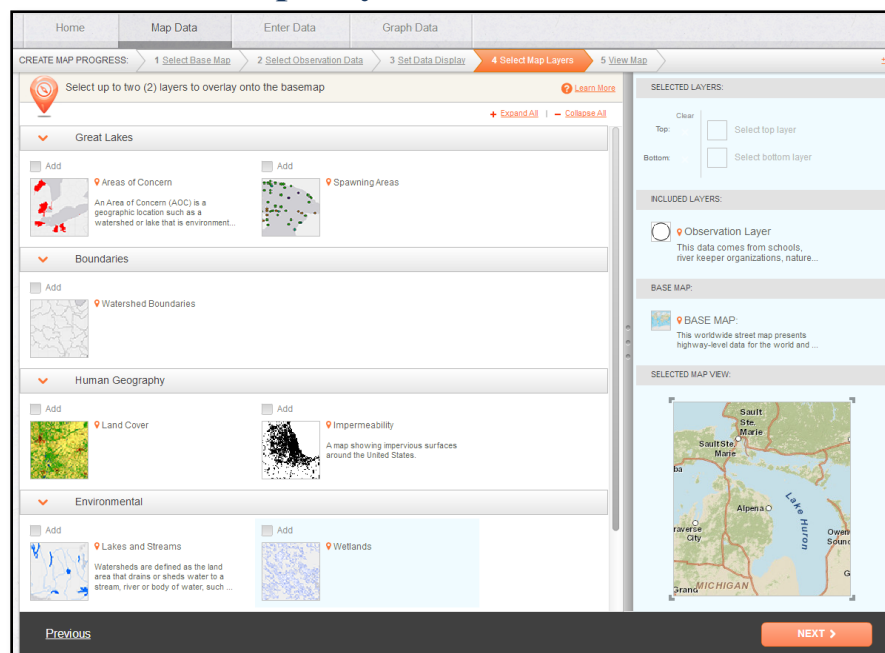 Home Map Data Enter Data Graph Data
CREATE MAP PROGRESS: 1 Select Base Map 2 Select Observation Data 3 Set Data Display 4 Select Map Layers 5 View Map
Select up to two (2) layers to overlay onto the basemap
? Learn More
+ Expand All | − Collapse All
Great Lakes
Add
Areas of Concern
An Area of Concern (AOC) is a
geographic location such as a
watershed or lake that is environment...
Add
Spawning Areas
Boundaries
Add
Watershed Boundaries
Human Geography
Add
Land Cover
Add
Impermeability
A map showing impervious surfaces
around the United States.
Environmental
Add
Lakes and Streams
Watersheds are defined as the land
area that drains or sheds water to a
stream, river or body of water, such ...
Add
Wetlands
SELECTED LAYERS:
Clear
Top: Select top layer
Bottom: Select bottom layer
INCLUDED LAYERS:
Observation Layer
This data comes from schools,
river keeper organizations, nature...
BASE MAP:
BASE MAP:
This worldwide street map presents
highway-level data for the world and ...
SELECTED MAP VIEW:
Sault
Ste.
Marie
Sault Ste.
Marie
ba
Lake Huron
Alpena
raverse
City
Owen
Sound
G
Grand
MICHIGAN
Previous
NEXT >